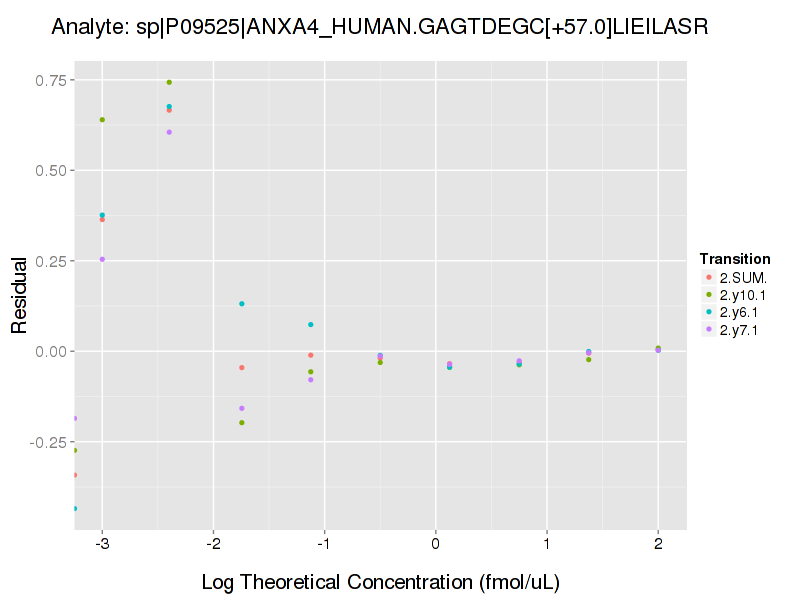 Analyte: sp|P09525|ANXA4_HUMAN.GAGTDEGC[+57.0]LIEILASR
0.75
0.50
0.25
0.00
-0.25
Residual
-3
-2
-1
0
1
2
Log Theoretical Concentration (fmol/uL)
Transition
2.SUM.
2.y10.1
2.y6.1
2.y7.1